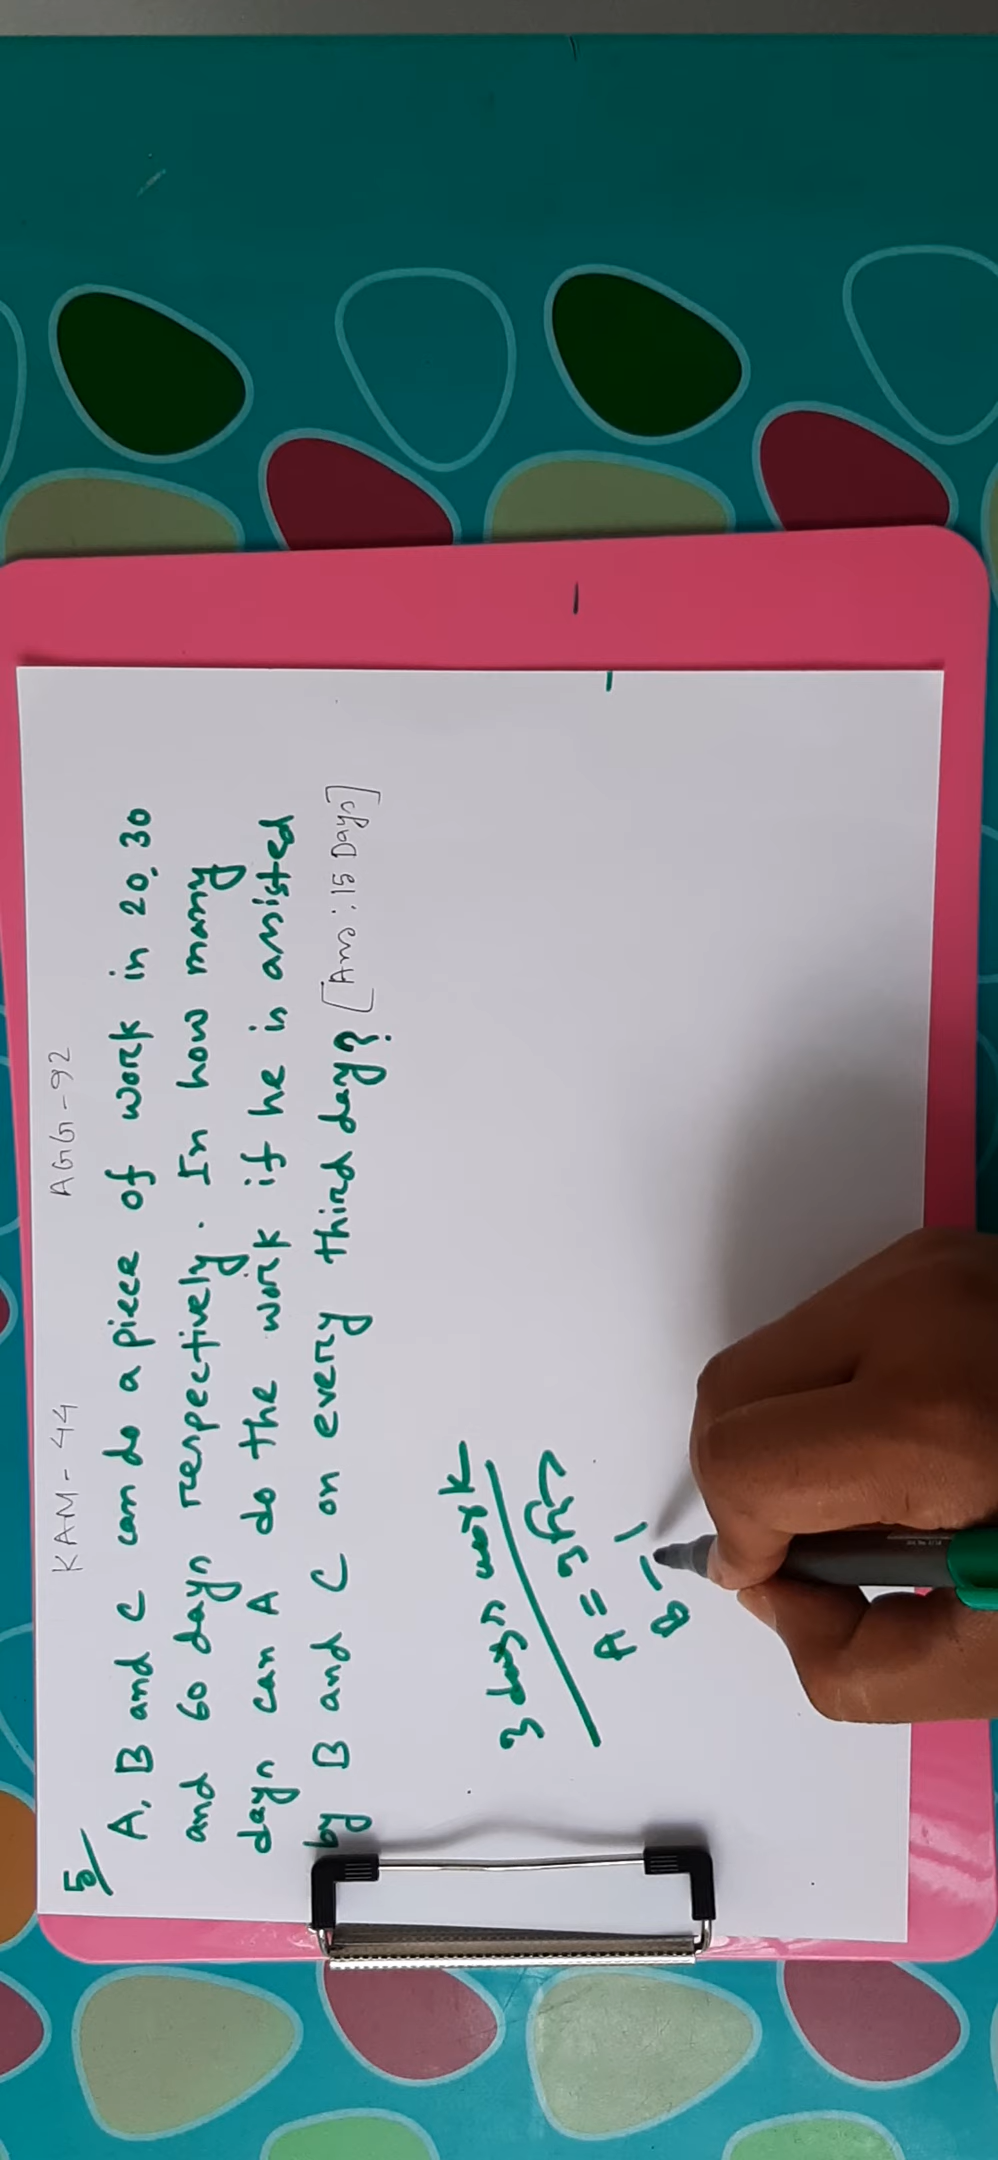 5
KAM-44 AGG-92
A, B and C can do a piece of work in 20, 30
and 60 days respectively. In how many
days can A do the work if he is assisted
by B and C on every third day? [Ans: 15 Days]
3 days work
A = 3 দিন
B - 1